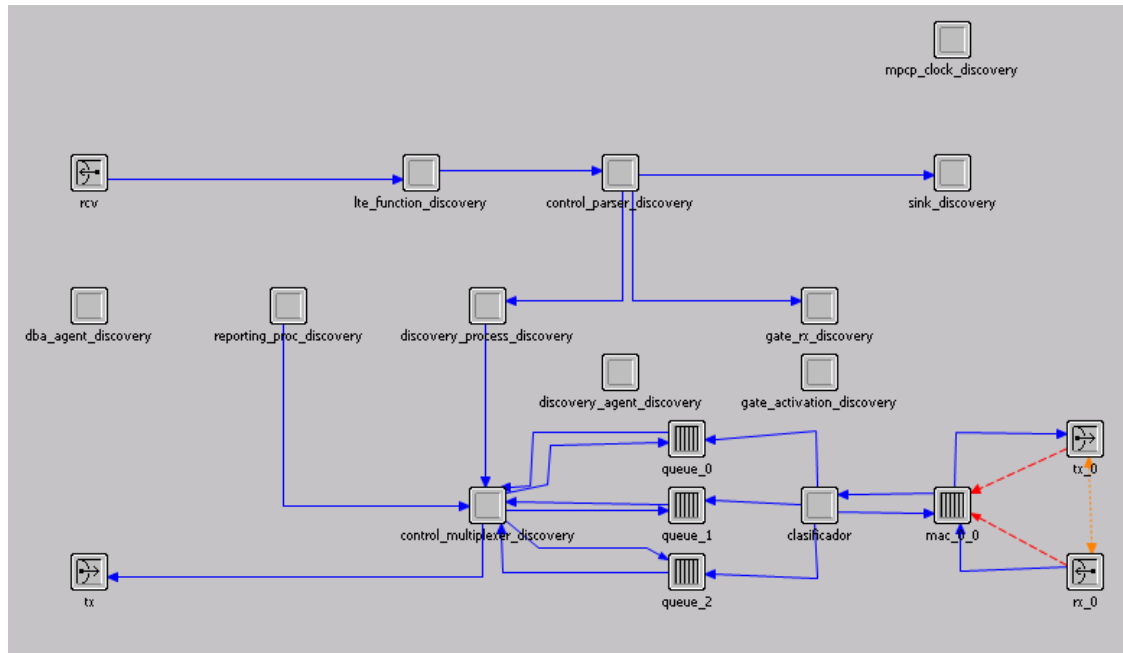 mpcp_clock_discovery
rcv
lte_function_discovery
control_parser_discovery
sink_discovery
dba_agent_discovery
reporting_proc_discovery
discovery_process_discovery
gate_rx_discovery
discovery_agent_discovery
gate_activation_discovery
queue_0
tx_0
control_multiplexer_discovery
queue_1
clasificador
mac_0_0
tx
queue_2
rx_0